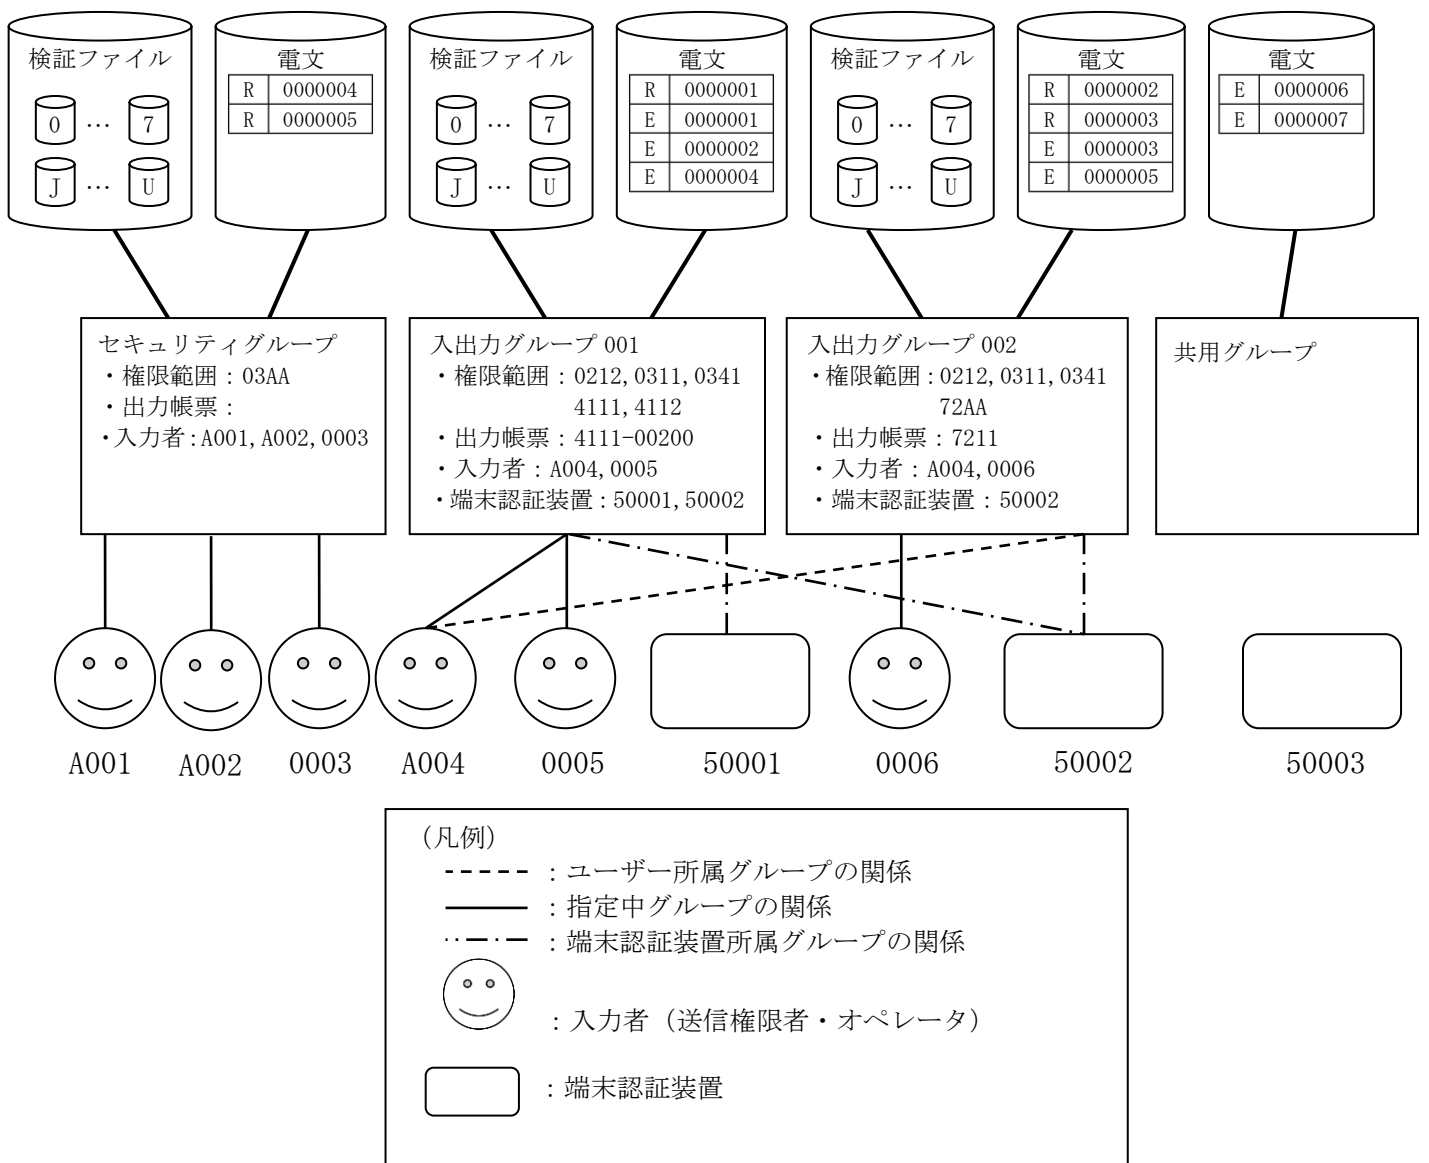 検証ファイル
0 … 7
J … U
電文
R 0000004
R 0000005
検証ファイル
0 … 7
J … U
電文
R 0000001
E 0000001
E 0000002
E 0000004
検証ファイル
0 … 7
J … U
電文
R 0000002
R 0000003
E 0000003
E 0000005
電文
E 0000006
E 0000007
セキュリティグループ
・権限範囲：03AA
・出力帳票：
・入力者：A001,A002,0003
入出力グループ 001
・権限範囲：0212,0311,0341
4111,4112
・出力帳票：4111-00200
・入力者：A004,0005
・端末認証装置：50001,50002
入出力グループ 002
・権限範囲：0212,0311,0341
72AA
・出力帳票：7211
・入力者：A004,0006
・端末認証装置：50002
共用グループ
A001
A002
0003
A004
0005
50001
0006
50002
50003
（凡例）
：ユーザー所属グループの関係
：指定中グループの関係
：端末認証装置所属グループの関係
：入力者（送信権限者・オペレータ）
：端末認証装置